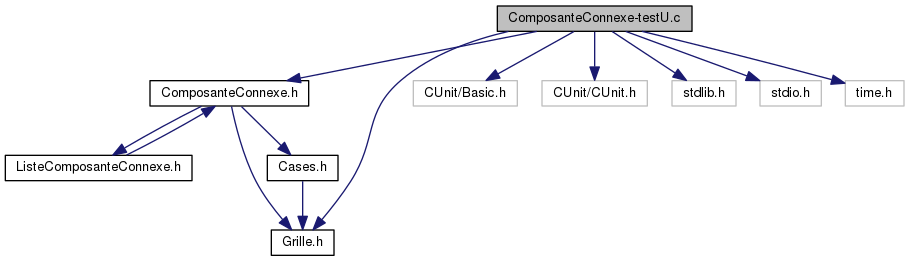 ComposanteConnexe-testU.c
ComposanteConnexe.h
CUnit/Basic.h
CUnit/CUnit.h
stdlib.h
stdio.h
time.h
ListeComposanteConnexe.h
Cases.h
Grille.h